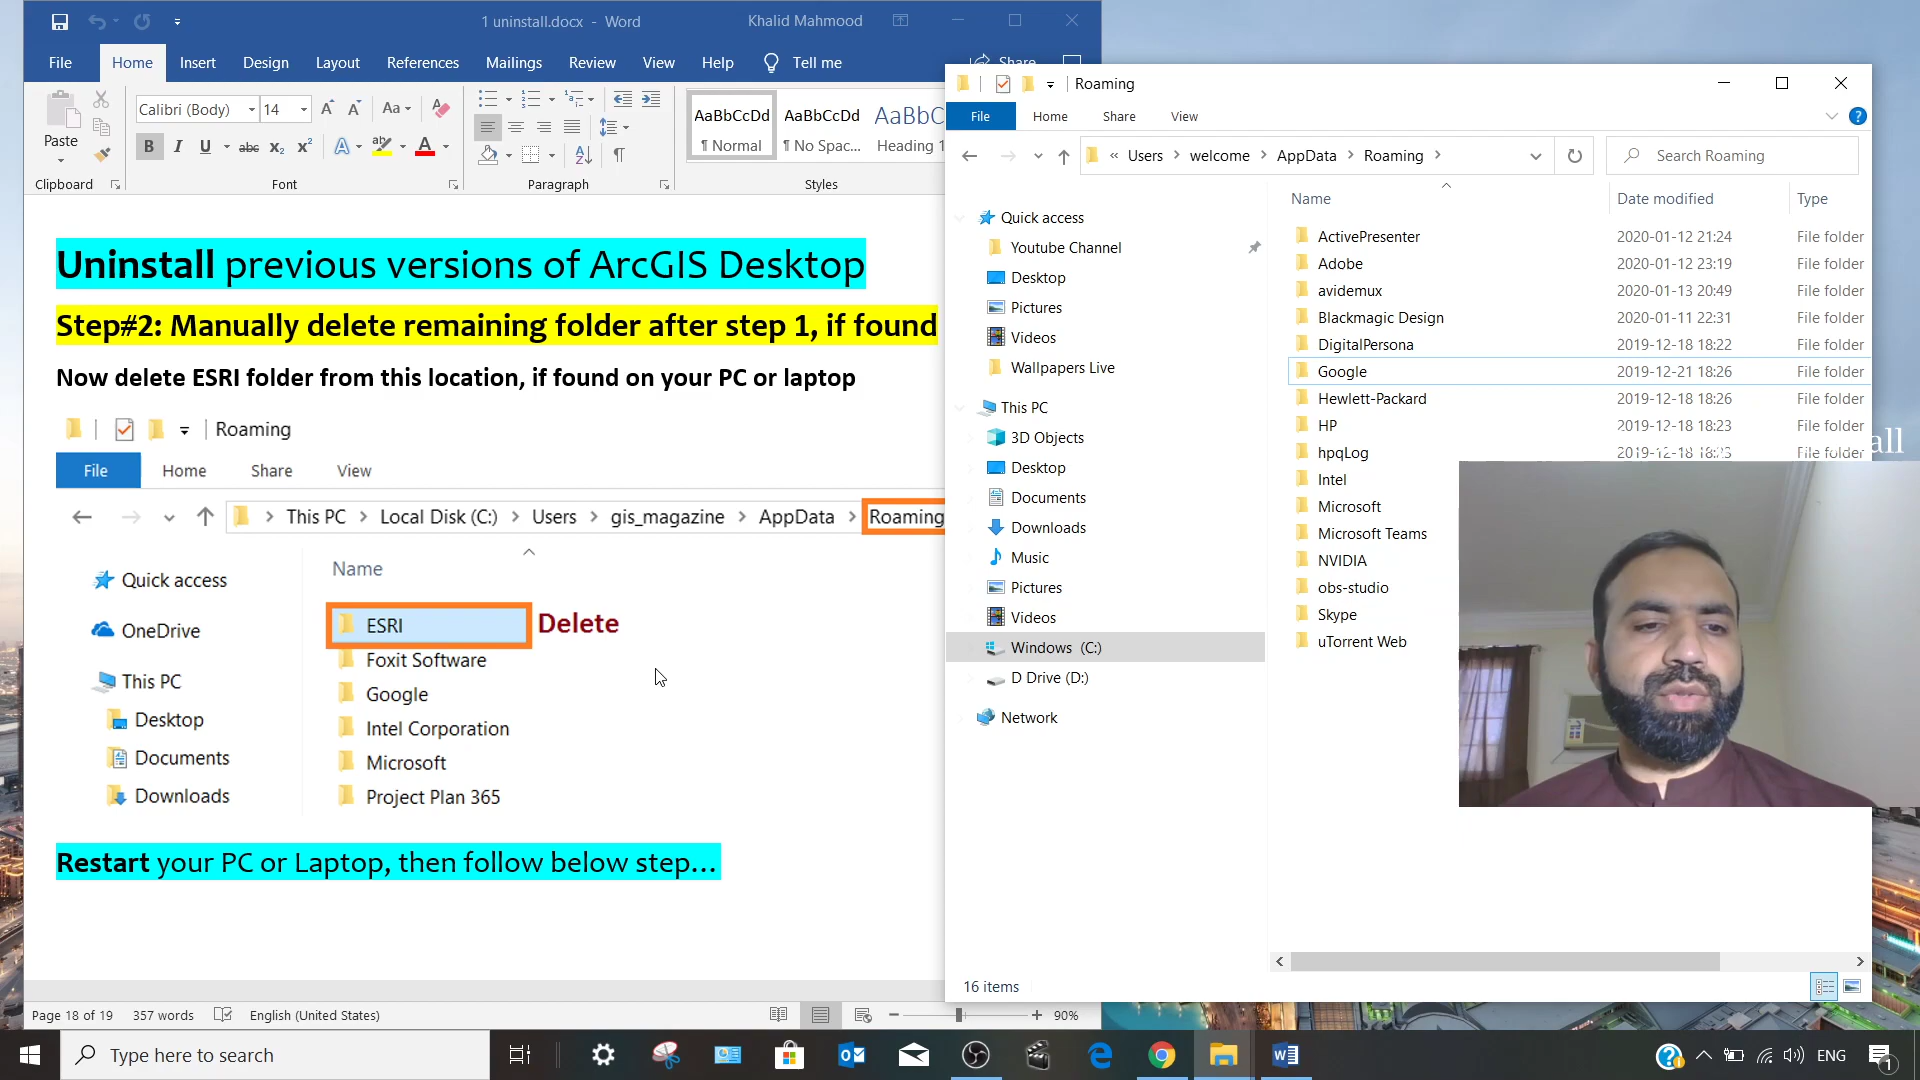 1 uninstall.docx - Word
Khalid Mahmood
File
Home
Insert
Design
Layout
References
Mailings
Review
View
Help
Tell me
Share
Paste
Calibri (Body)
14
Aa
B I U abc X₂ X² A A
Clipboard
Font
Paragraph
Styles
AaBbCcDd
¶ Normal
AaBbCcDd
¶ No Spac...
AaBbC
Heading 1
Uninstall previous versions of ArcGIS Desktop
Step#2: Manually delete remaining folder after step 1, if found
Now delete ESRI folder from this location, if found on your PC or laptop
Roaming
File
Home
Share
View
This PC > Local Disk (C:) > Users > gis_magazine > AppData > Roaming
Quick access
OneDrive
This PC
Desktop
Documents
Downloads
Name
ESRI
Delete
Foxit Software
Google
Intel Corporation
Microsoft
Project Plan 365
Restart your PC or Laptop, then follow below step...
Page 18 of 19
357 words
English (United States)
90%
Roaming
File
Home
Share
View
« Users > welcome > AppData > Roaming >
Search Roaming
Quick access
Youtube Channel
Desktop
Pictures
Videos
Wallpapers Live
This PC
3D Objects
Desktop
Documents
Downloads
Music
Pictures
Videos
Windows (C:)
D Drive (D:)
Network
Name
Date modified
Type
ActivePresenter 2020-01-12 21:24 File folder
Adobe 2020-01-12 23:19 File folder
avidemux 2020-01-13 20:49 File folder
Blackmagic Design 2020-01-11 22:31 File folder
DigitalPersona 2019-12-18 18:22 File folder
Google 2019-12-21 18:26 File folder
Hewlett-Packard 2019-12-18 18:26 File folder
HP 2019-12-18 18:23 File folder
hpqLog File folder
Intel
Microsoft
Microsoft Teams
NVIDIA
obs-studio
Skype
uTorrent Web
all
16 items
Type here to search
ENG
1